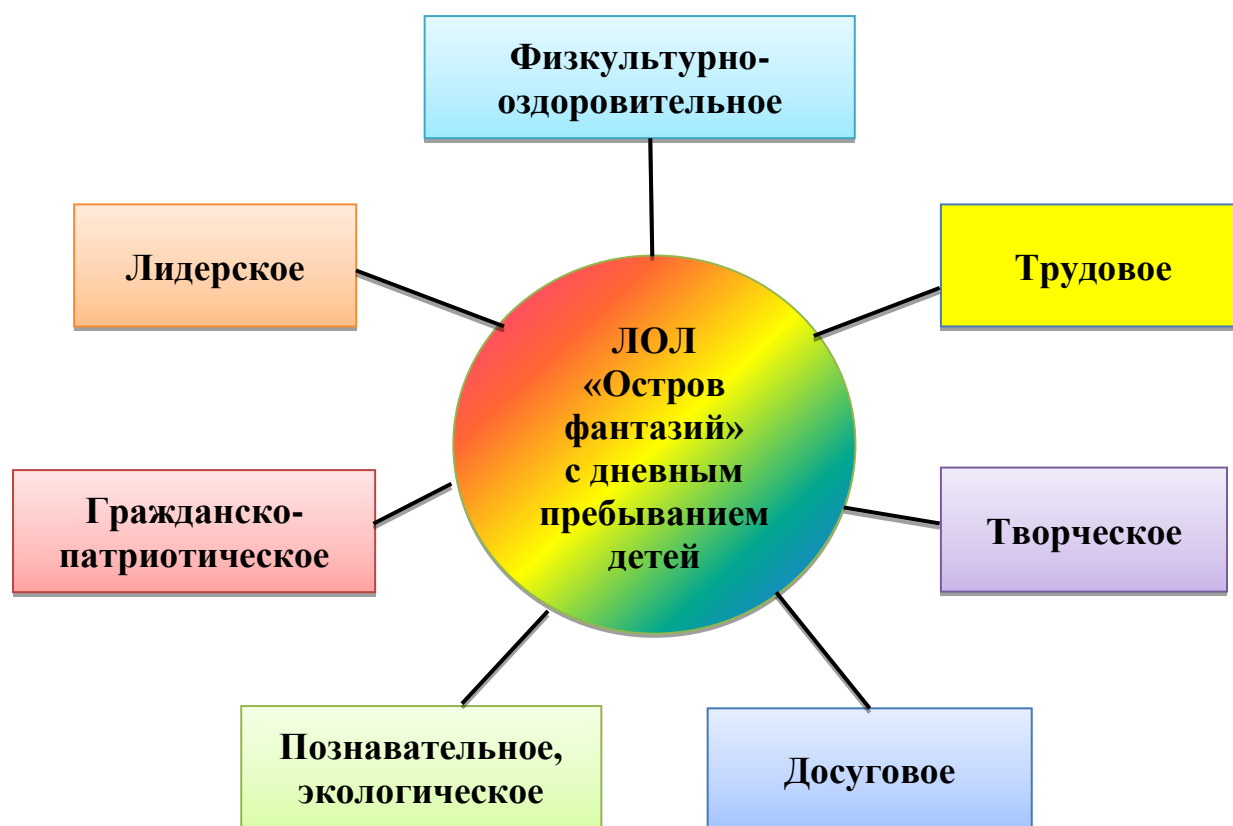 Физкультурно-
оздоровительное
Лидерское
Трудовое
ЛОЛ
«Остров
фантазий»
с дневным
пребыванием
детей
Гражданско-
патриотическое
Творческое
Познавательное,
экологическое
Досуговое